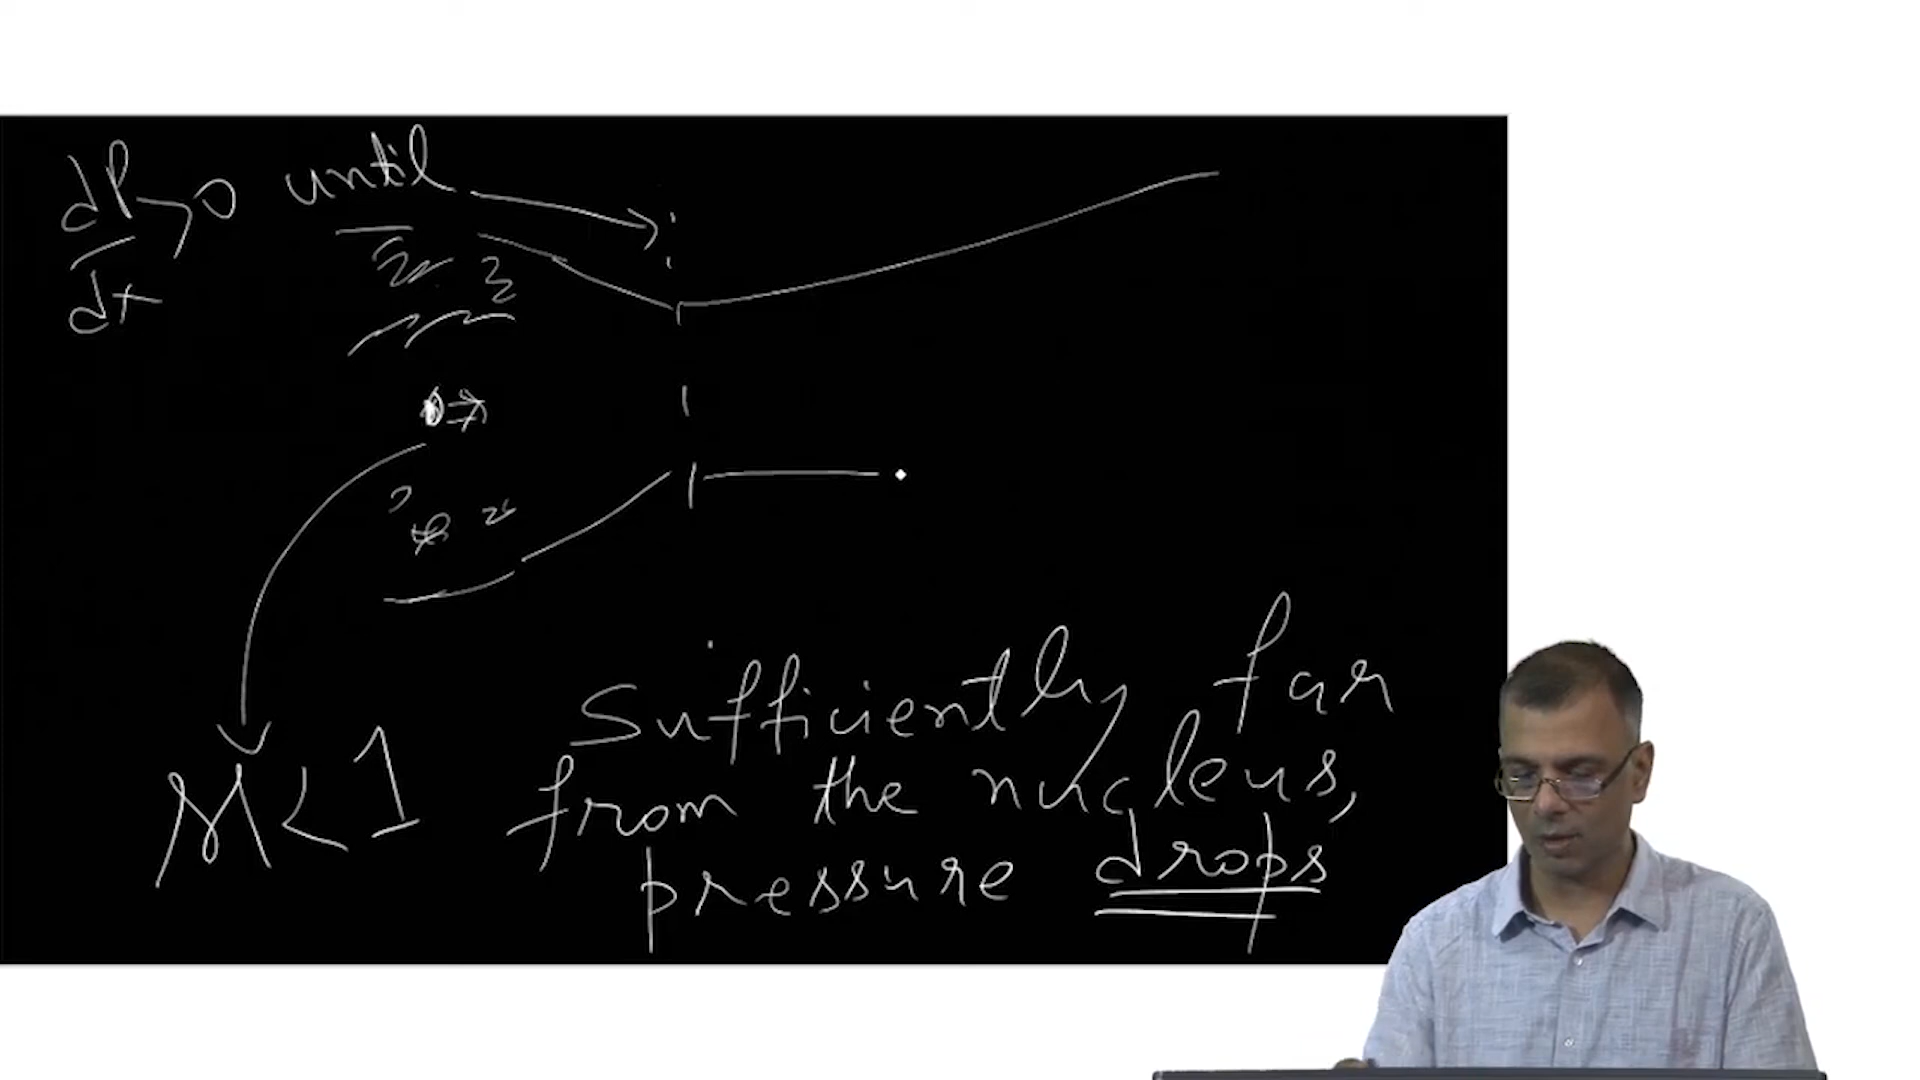 dP/dx >0 until
M<1
Sufficiently far
from the nucleus,
pressure drops